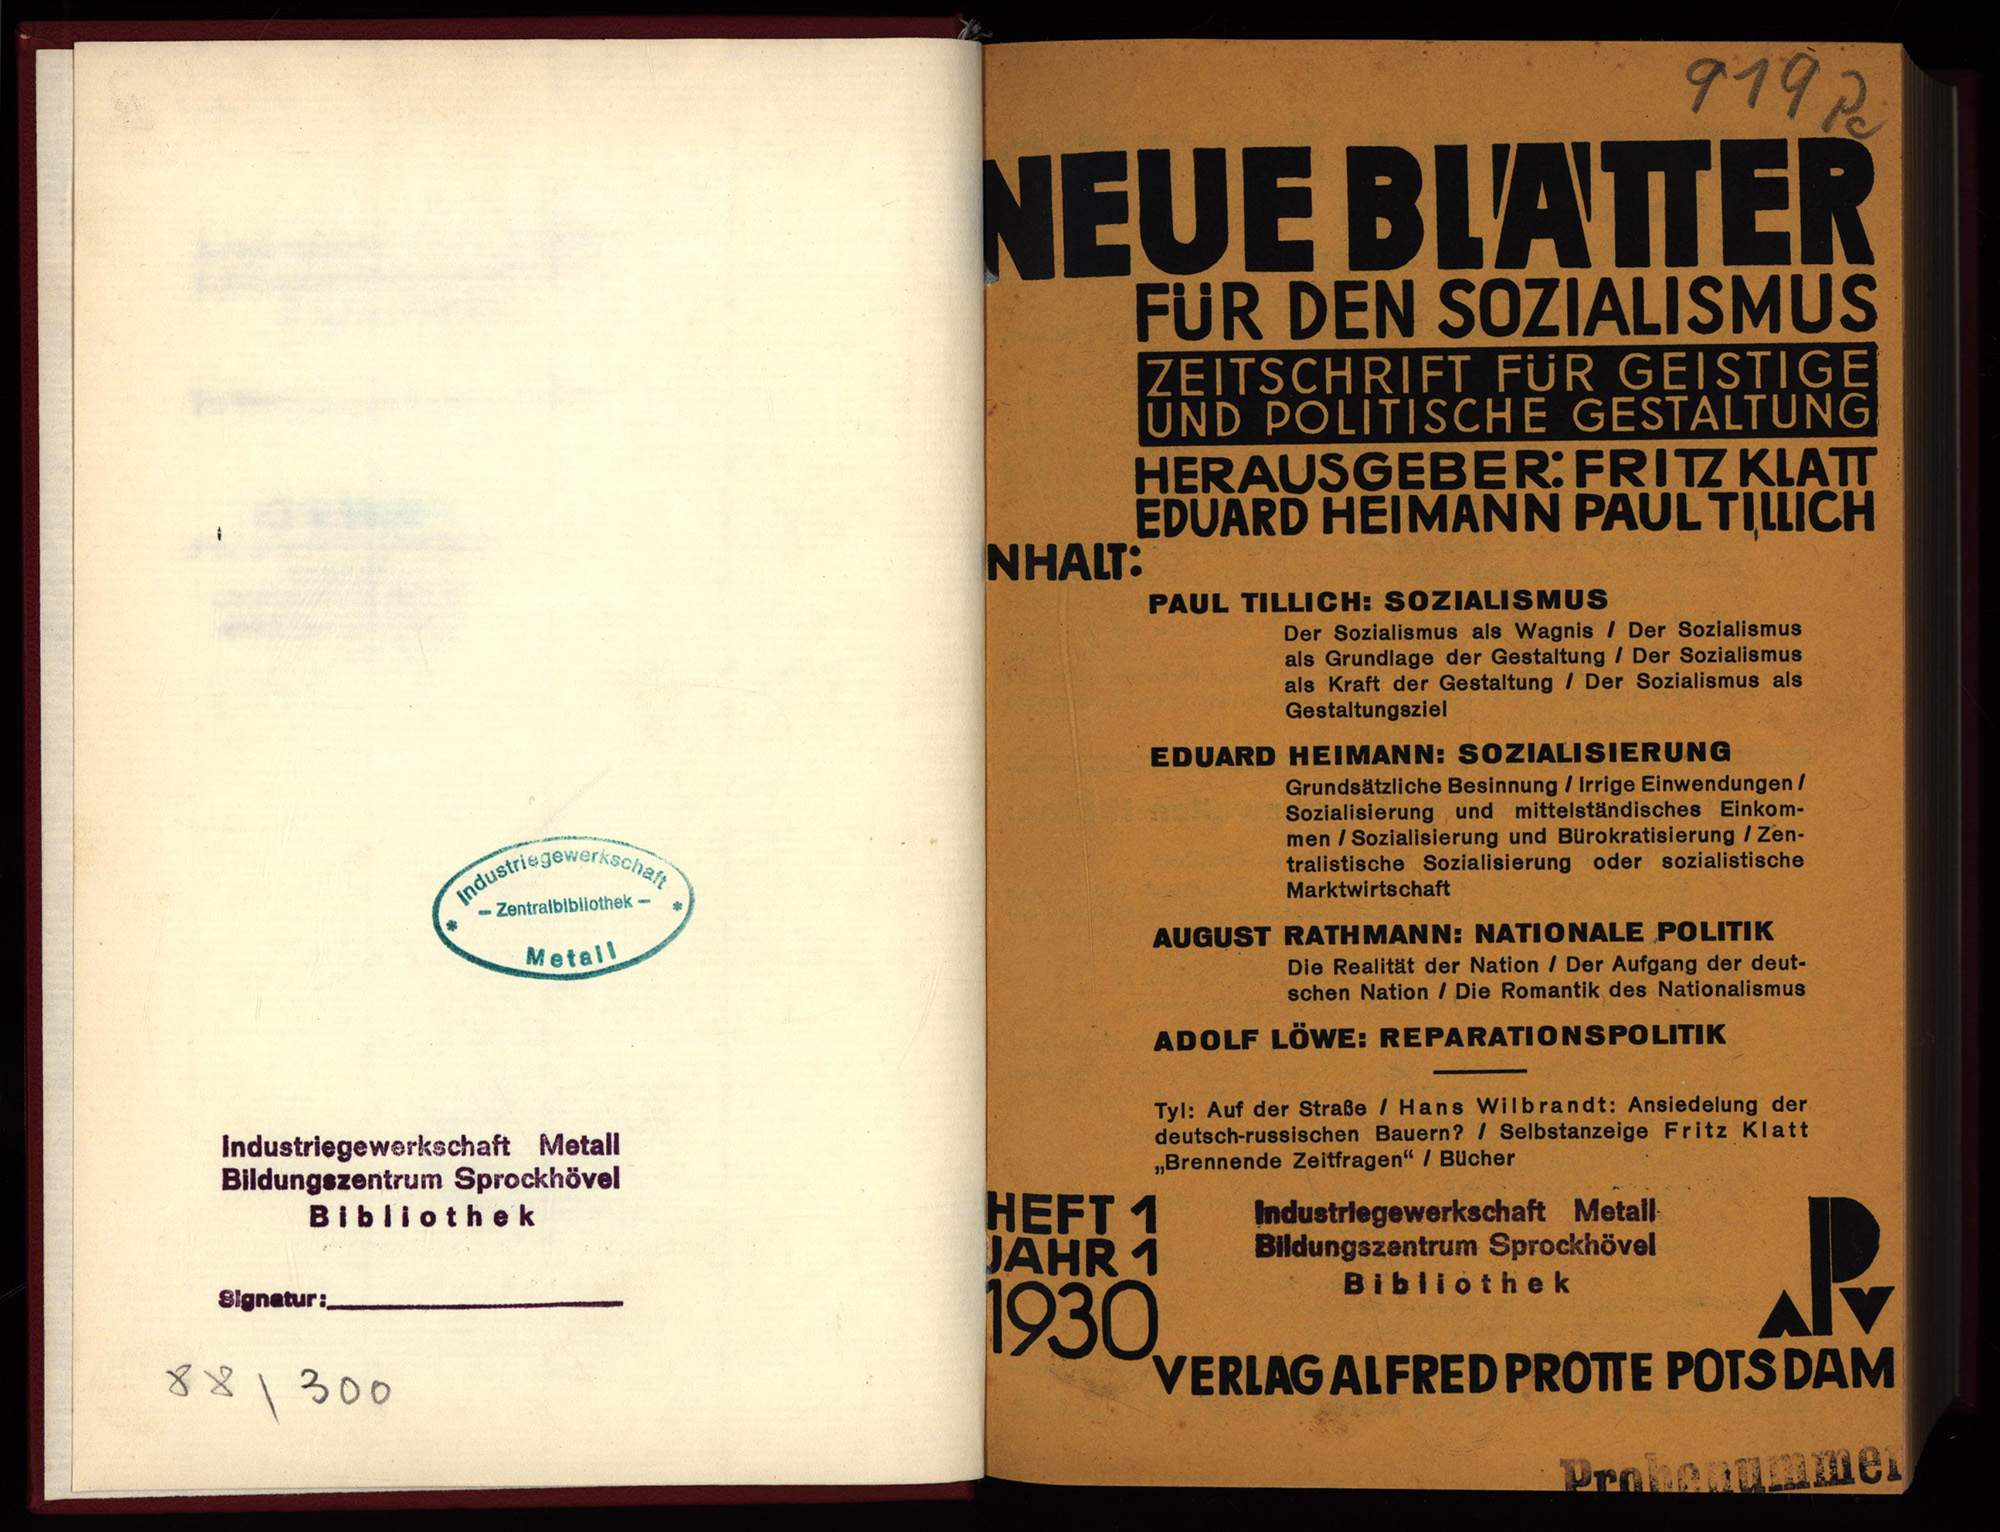 Industriegewerkschaft
– Zentralbibliothek –
* Metall *
Industriegewerkschaft Metall
Bildungszentrum Sprockhövel
Bibliothek
Signatur:
88 \ 300
919
NEUE BLÄTTER
FÜR DEN SOZIALISMUS
ZEITSCHRIFT FÜR GEISTIGE
UND POLITISCHE GESTALTUNG
HERAUSGEBER: FRITZ KLATT
EDUARD HEIMANN PAUL TILLICH
NHALT:
PAUL TILLICH: SOZIALISMUS
Der Sozialismus als Wagnis / Der Sozialismus
als Grundlage der Gestaltung / Der Sozialismus
als Kraft der Gestaltung / Der Sozialismus als
Gestaltungsziel
EDUARD HEIMANN: SOZIALISIERUNG
Grundsätzliche Besinnung / Irrige Einwendungen /
Sozialisierung und mittelständisches Einkom-
men / Sozialisierung und Bürokratisierung / Zen-
tralistische Sozialisierung oder sozialistische
Marktwirtschaft
AUGUST RATHMANN: NATIONALE POLITIK
Die Realität der Nation / Der Aufgang der deut-
schen Nation / Die Romantik des Nationalismus
ADOLF LÖWE: REPARATIONSPOLITIK
Tyl: Auf der Straße / Hans Wilbrandt: Ansiedelung der
deutsch-russischen Bauern? / Selbstanzeige Fritz Klatt
„Brennende Zeitfragen“ / Bücher
HEFT 1
JAHR 1
1930
Industriegewerkschaft Metall
Bildungszentrum Sprockhövel
Bibliothek
APV
VERLAG ALFRED PROTTE POTSDAM
Probenummer